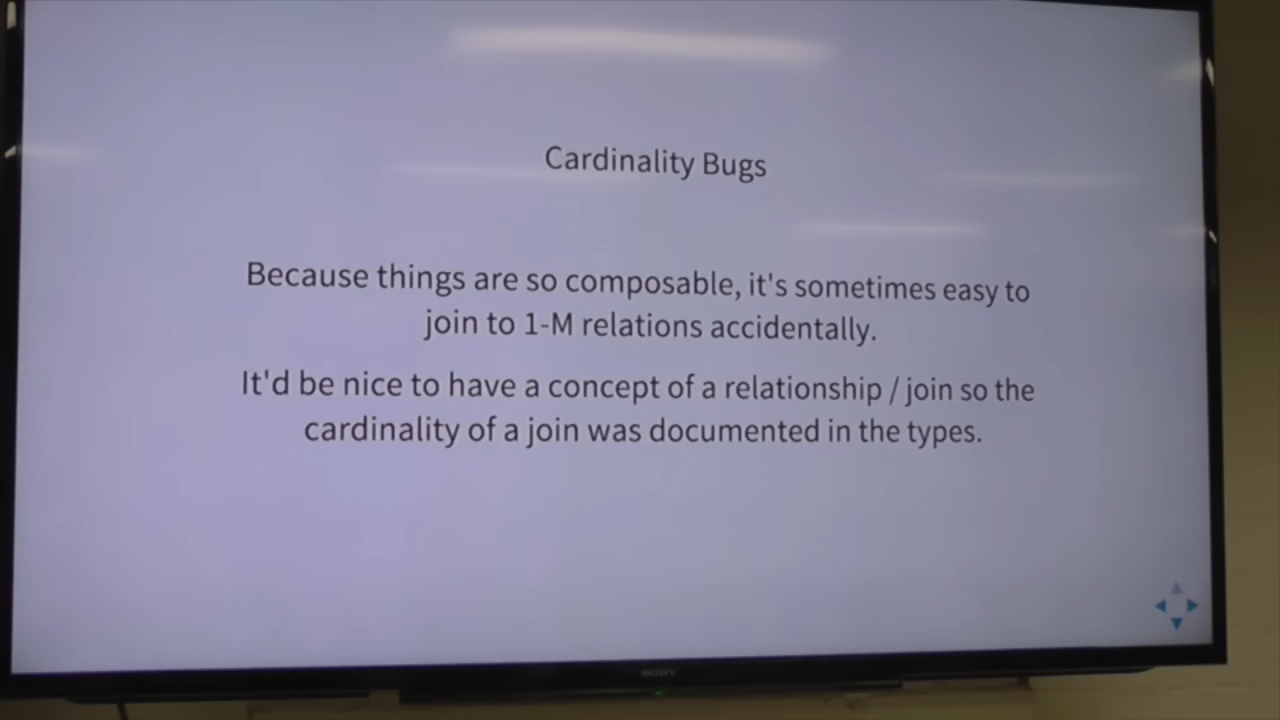 Cardinality Bugs
Because things are so composable, it's sometimes easy to
join to 1-M relations accidentally.
It'd be nice to have a concept of a relationship / join so the
cardinality of a join was documented in the types.
SONY